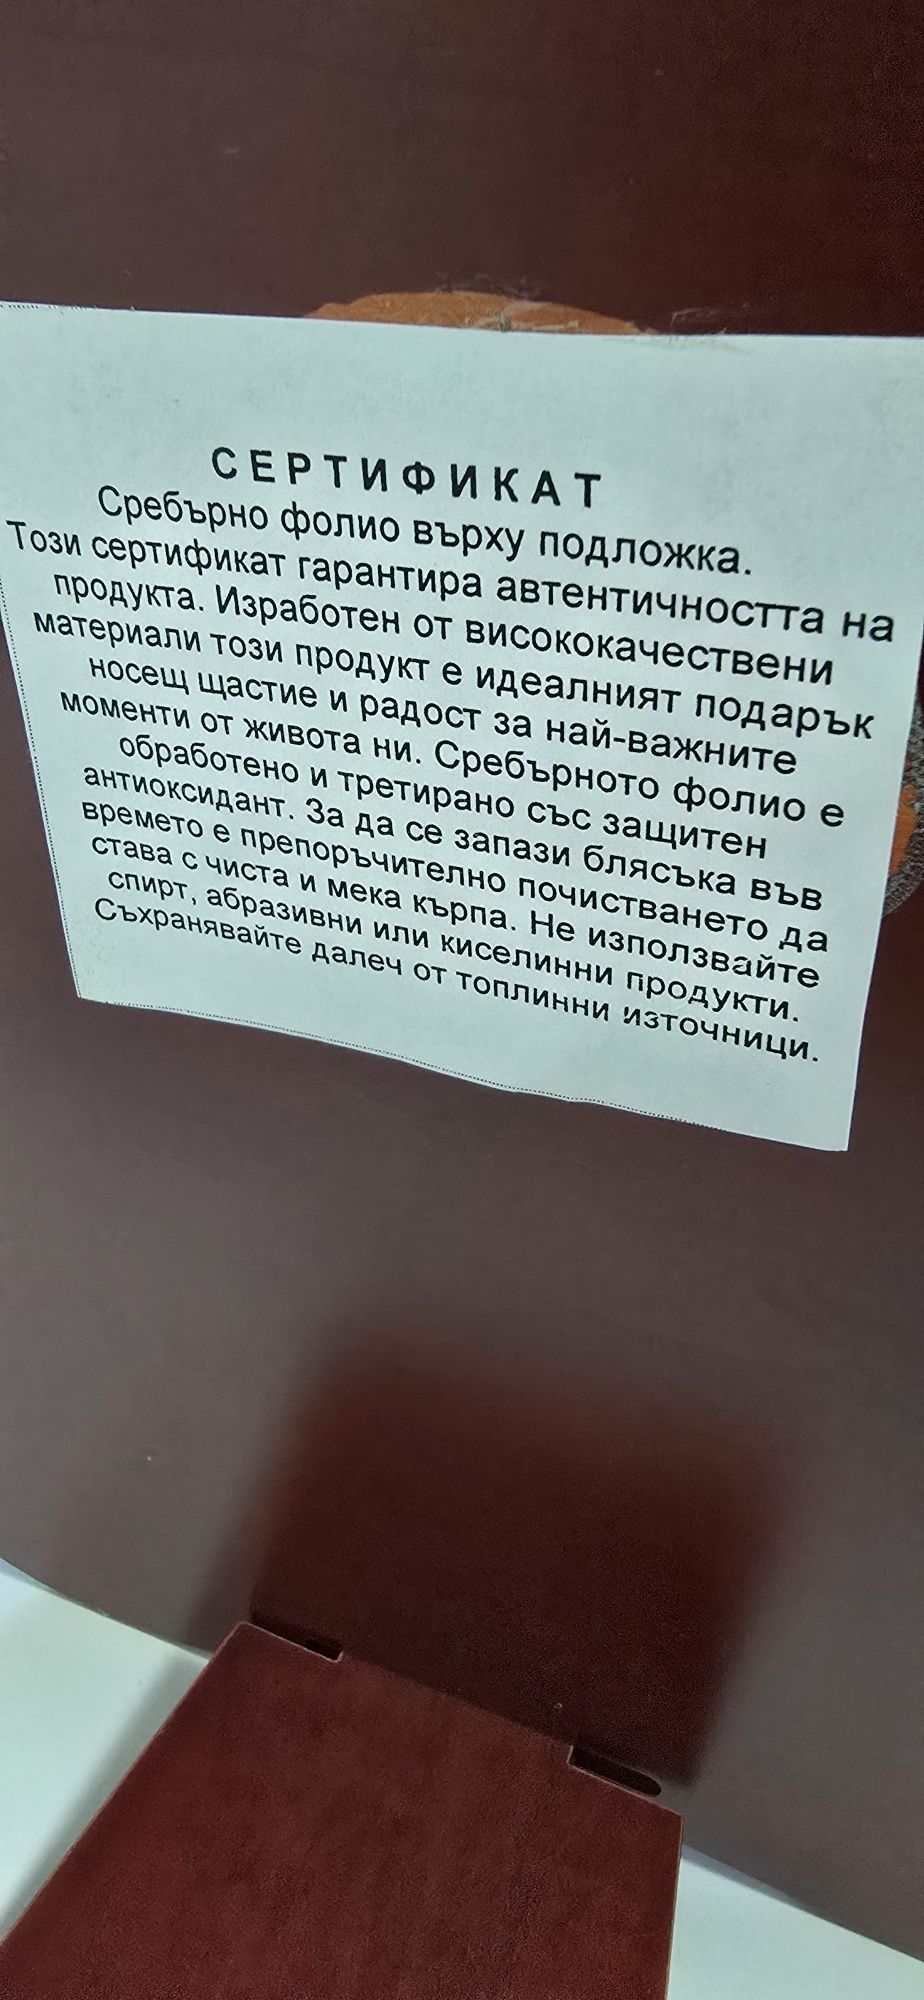 СЕРТИФИКАТ
Сребърно фолио върху подложка.
Този сертификат гарантира автентичността на
продукта. Изработен от висококачествени
материали този продукт е идеалният подарък
носещ щастие и радост за най-важните
моменти от живота ни. Сребърното фолио е
обработено и третирано със защитен
антиоксидант. За да се запази блясъка във
времето е препоръчително почистването да
става с чиста и мека кърпа. Не използвайте
спирт, абразивни или киселинни продукти.
Съхранявайте далеч от топлинни източници.